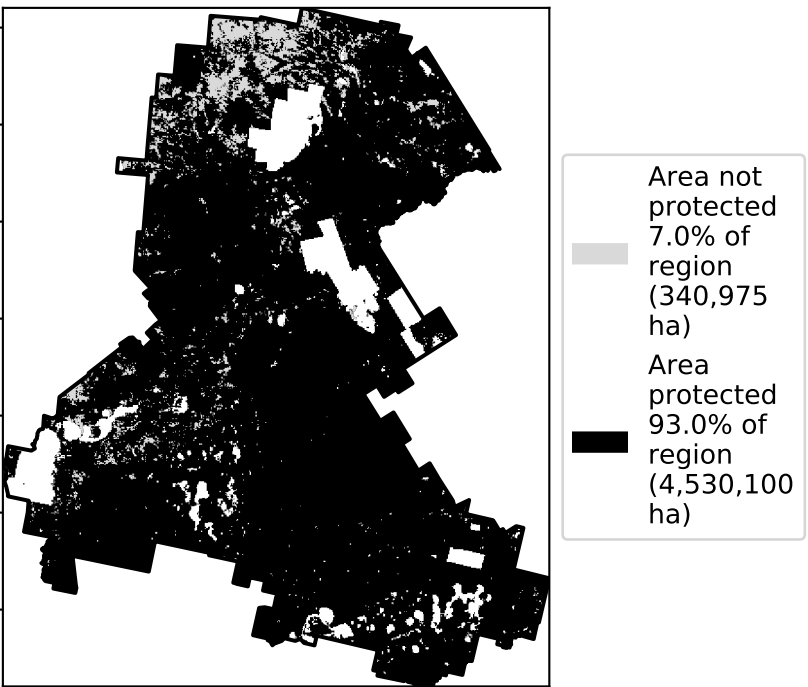 Area not
protected
7.0% of
region
(340,975
ha)
Area
protected
93.0% of
region
(4,530,100
ha)